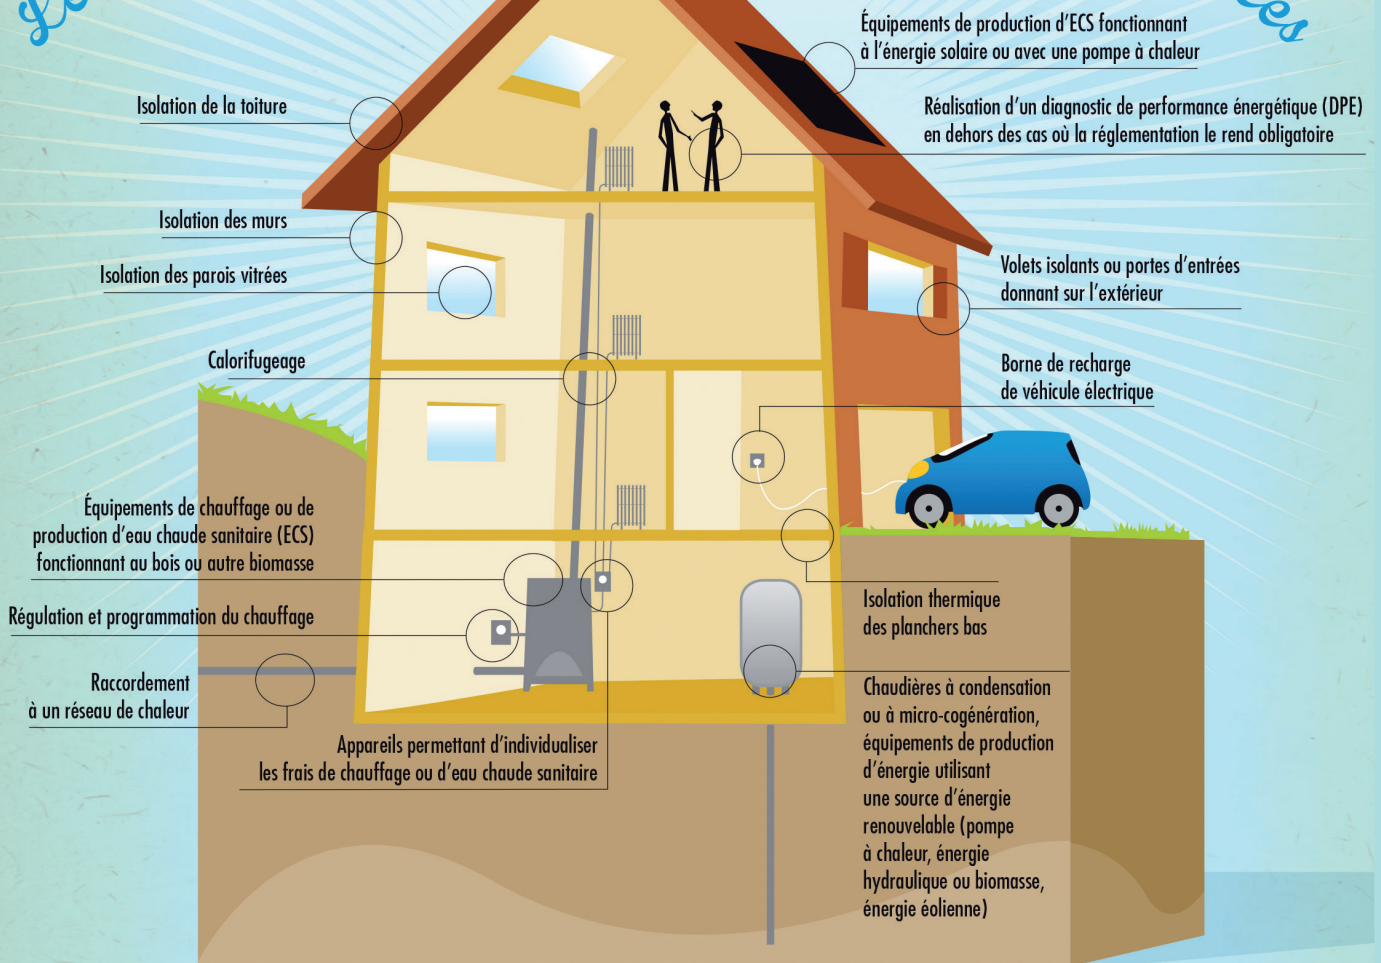 Équipements de production d’ECS fonctionnant
à l’énergie solaire ou avec une pompe à chaleur
Isolation de la toiture
Réalisation d’un diagnostic de performance énergétique (DPE)
en dehors des cas où la réglementation le rend obligatoire
Isolation des murs
Isolation des parois vitrées
Volets isolants ou portes d’entrées
donnant sur l’extérieur
Calorifugeage
Borne de recharge
de véhicule électrique
Équipements de chauffage ou de
production d’eau chaude sanitaire (ECS)
fonctionnant au bois ou autre biomasse
Régulation et programmation du chauffage
Isolation thermique
des planchers bas
Raccordement
à un réseau de chaleur
Appareils permettant d’individualiser
les frais de chauffage ou d’eau chaude sanitaire
Chaudières à condensation
ou à micro-cogénération,
équipements de production
d’énergie utilisant
une source d’énergie
renouvelable (pompe
à chaleur, énergie
hydraulique ou biomasse,
énergie éolienne)